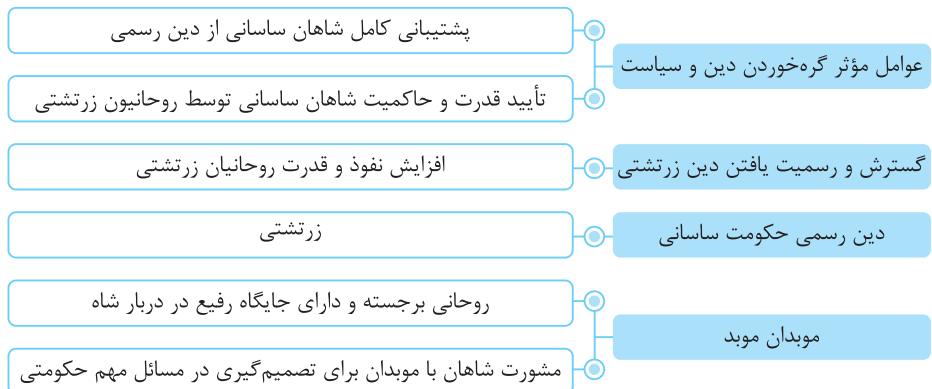 عوامل مؤثر گره‌خوردن دین و سیاست
پشتیبانی کامل شاهان ساسانی از دین رسمی
تأیید قدرت و حاکمیت شاهان ساسانی توسط روحانیون زرتشتی
گسترش و رسمیت یافتن دین زرتشتی
افزایش نفوذ و قدرت روحانیان زرتشتی
دین رسمی حکومت ساسانی
زرتشتی
موبدان موبد
روحانی برجسته و دارای جایگاه رفیع در دربار شاه
مشورت شاهان با موبدان برای تصمیم‌گیری در مسائل مهم حکومتی